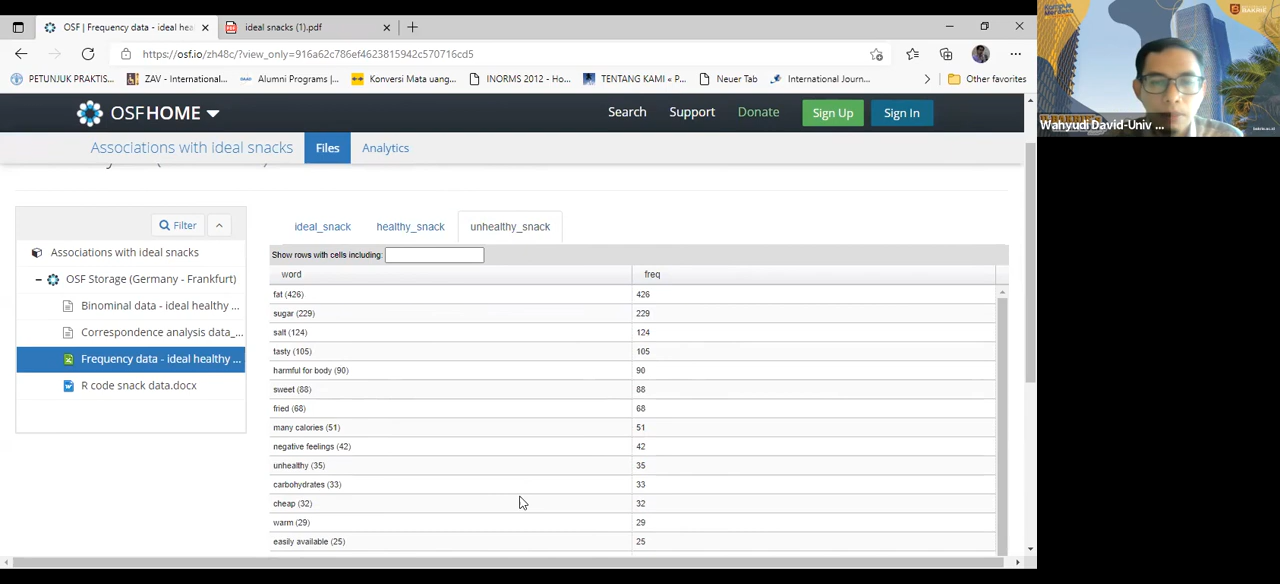 OSF | Frequency data - ideal hea
ideal snacks (1).pdf
https://osf.io/zh48c/?view_only=916a62c786ef4623815942c570716cd5
PETUNJUK PRAKTIS...
ZAV - International...
Alumni Programs |...
Konversi Mata uang...
INORMS 2012 - Ho...
TENTANG KAMI « P...
Neuer Tab
International Journ...
Other favorites
OSFHOME
Search
Support
Donate
Sign Up
Sign In
Associations with ideal snacks
Files
Analytics
Filter
Associations with ideal snacks
OSF Storage (Germany - Frankfurt)
Binominal data - ideal healthy ...
Correspondence analysis data_...
Frequency data - ideal healthy ...
R code snack data.docx
ideal_snack
healthy_snack
unhealthy_snack
Show rows with cells including:
word freq
fat (426) 426
sugar (229) 229
salt (124) 124
tasty (105) 105
harmful for body (90) 90
sweet (88) 88
fried (68) 68
many calories (51) 51
negative feelings (42) 42
unhealthy (35) 35
carbohydrates (33) 33
cheap (32) 32
warm (29) 29
easily available (25) 25
Kampus
Merdeka
BAKRIE
Wahyudi David-Univ ...
bakrie.ac.id